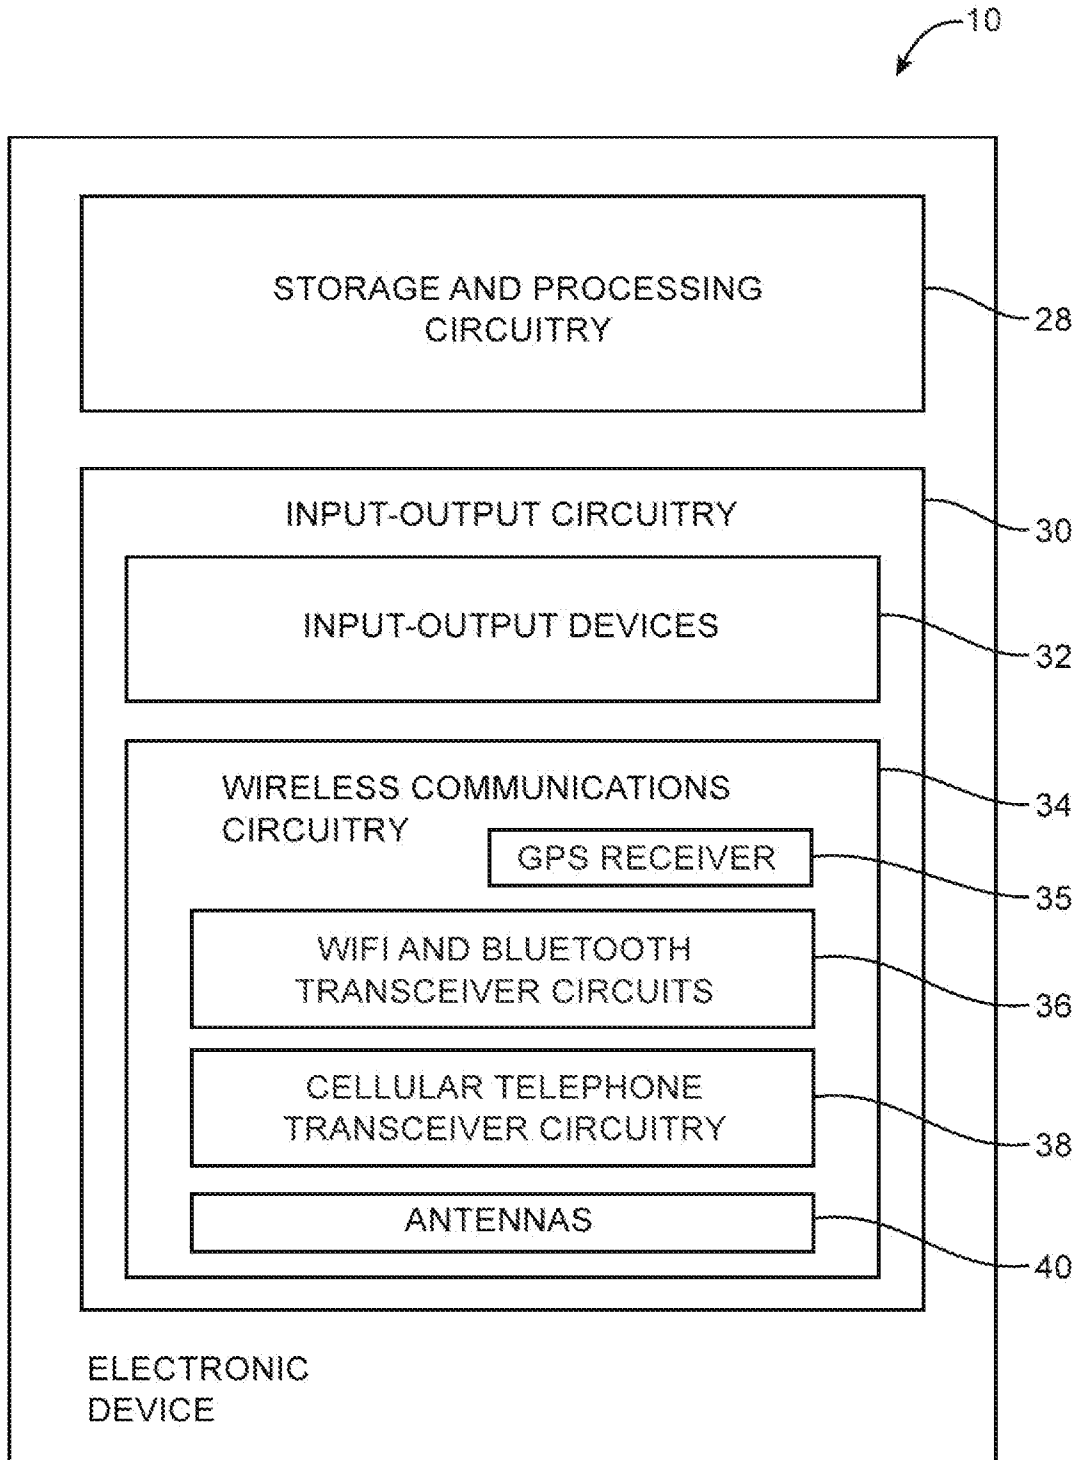 10
STORAGE AND PROCESSING
CIRCUITRY
28
INPUT-OUTPUT CIRCUITRY
30
INPUT-OUTPUT DEVICES
32
WIRELESS COMMUNICATIONS
CIRCUITRY
34
GPS RECEIVER
35
WIFI AND BLUETOOTH
TRANSCEIVER CIRCUITS
36
CELLULAR TELEPHONE
TRANSCEIVER CIRCUITRY
38
ANTENNAS
40
ELECTRONIC
DEVICE